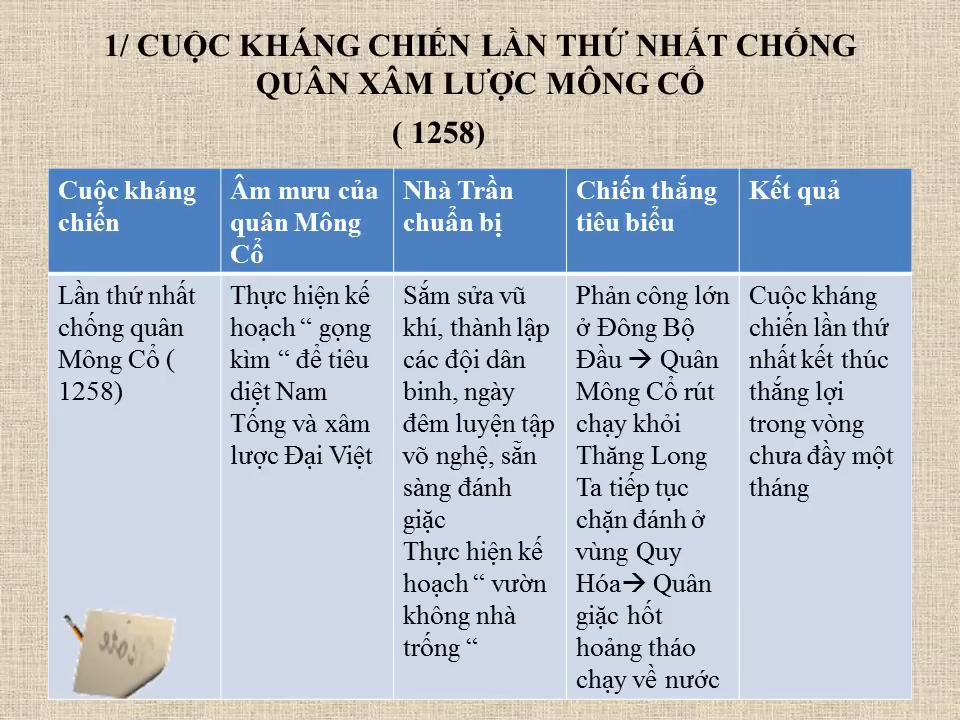 1/ CUỘC KHÁNG CHIẾN LẦN THỨ NHẤT CHỐNG
QUÂN XÂM LƯỢC MÔNG CỔ
( 1258)
Cuộc kháng
chiến
Âm mưu của
quân Mông
Cổ
Nhà Trần
chuẩn bị
Chiến thắng
tiêu biểu
Kết quả
Lần thứ nhất
chống quân
Mông Cổ (
1258)
Thực hiện kế
hoạch “ gọng
kìm “ để tiêu
diệt Nam
Tống và xâm
lược Đại Việt
Sắm sửa vũ
khí, thành lập
các đội dân
binh, ngày
đêm luyện tập
võ nghệ, sẵn
sàng đánh
giặc
Thực hiện kế
hoạch “ vườn
không nhà
trống “
Phản công lớn
ở Đông Bộ
Đầu → Quân
Mông Cổ rút
chạy khỏi
Thăng Long
Ta tiếp tục
chặn đánh ở
vùng Quy
Hóa→ Quân
giặc hốt
hoảng tháo
chạy về nước
Cuộc kháng
chiến lần thứ
nhất kết thúc
thắng lợi
trong vòng
chưa đầy một
tháng